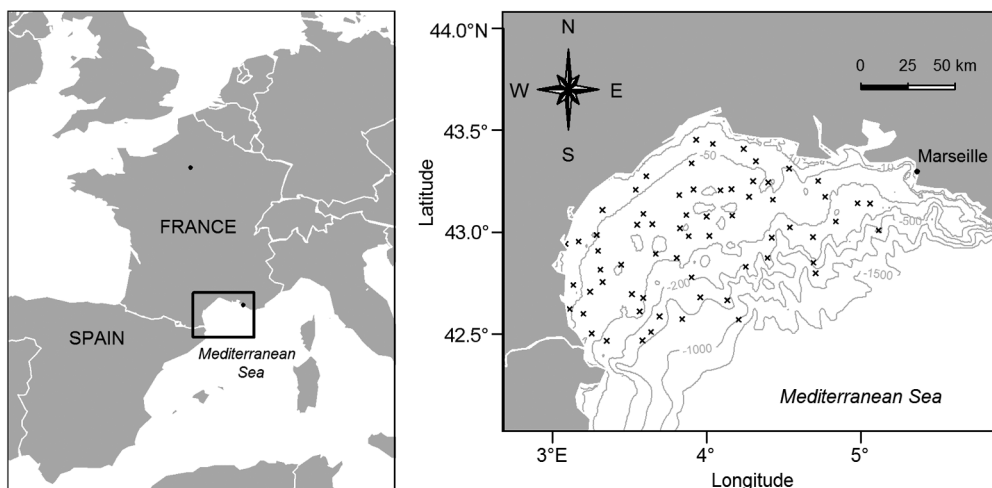 FRANCE
SPAIN
Mediterranean
Sea
44.0°
43.5°
43.0°
42.5°
Latitude
N
W E
S
0 25 50 km
Marseille
-50
-10
-500
-200
-1500
-1000
Mediterranean Sea
3°E 4° 5°
Longitude